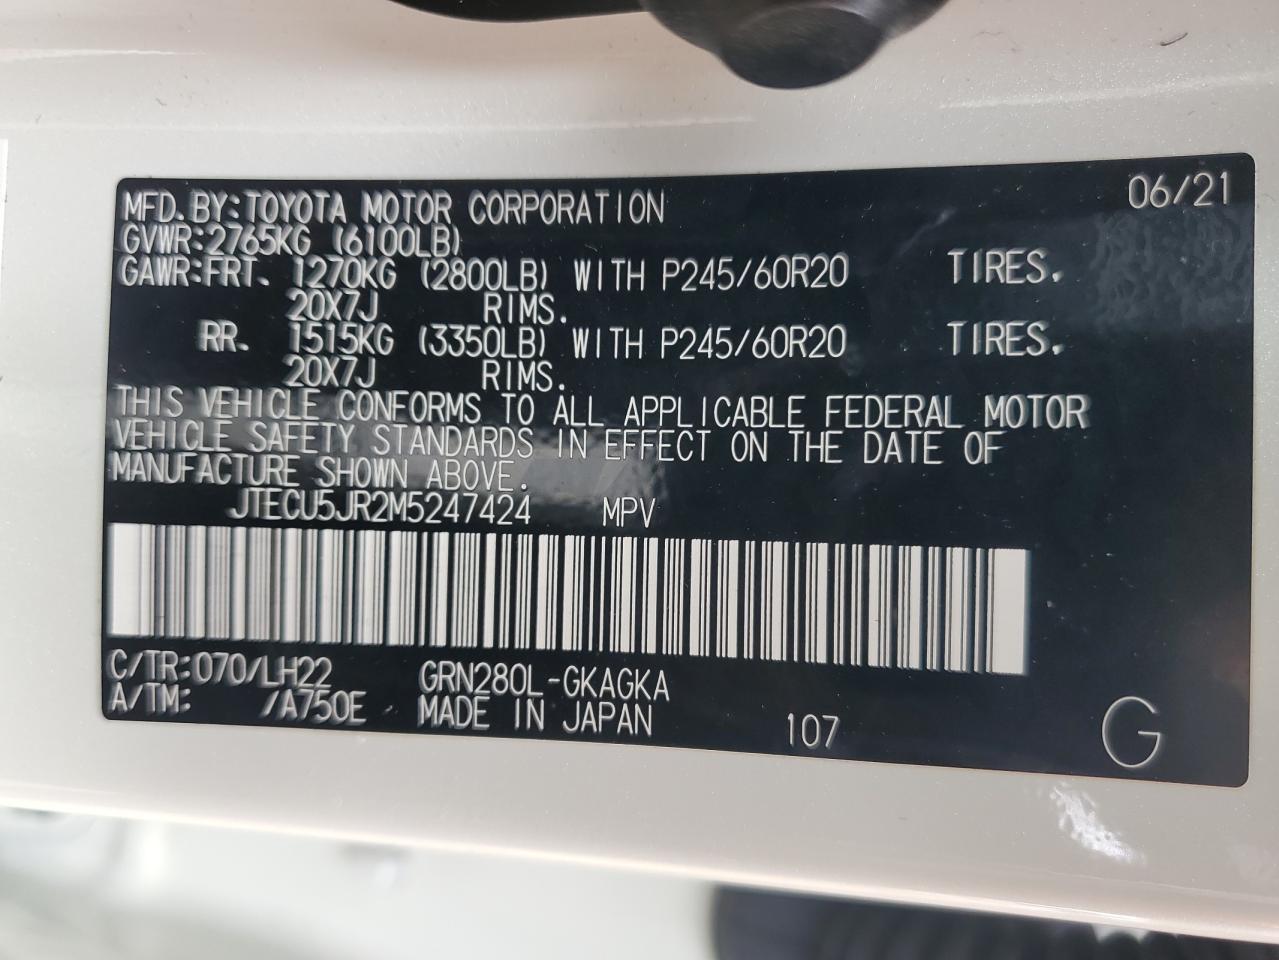 06/21
MFD.BY:TOYOTA MOTOR CORPORATION
GVWR:2765KG (6100LB)
GAWR:FRT. 1270KG (2800LB) WITH P245/60R20 TIRES.
20X7J RIMS.
RR. 1515KG (3350LB) WITH P245/60R20 TIRES.
20X7J RIMS.
THIS VEHICLE CONFORMS TO ALL APPLICABLE FEDERAL MOTOR
VEHICLE SAFETY STANDARDS IN EFFECT ON THE DATE OF
MANUFACTURE SHOWN ABOVE.
JTECU5JR2M5247424 MPV
C/TR:070/LH22 GRN280L-GKAGKA
A/TM: /A750E MADE IN JAPAN 107 G